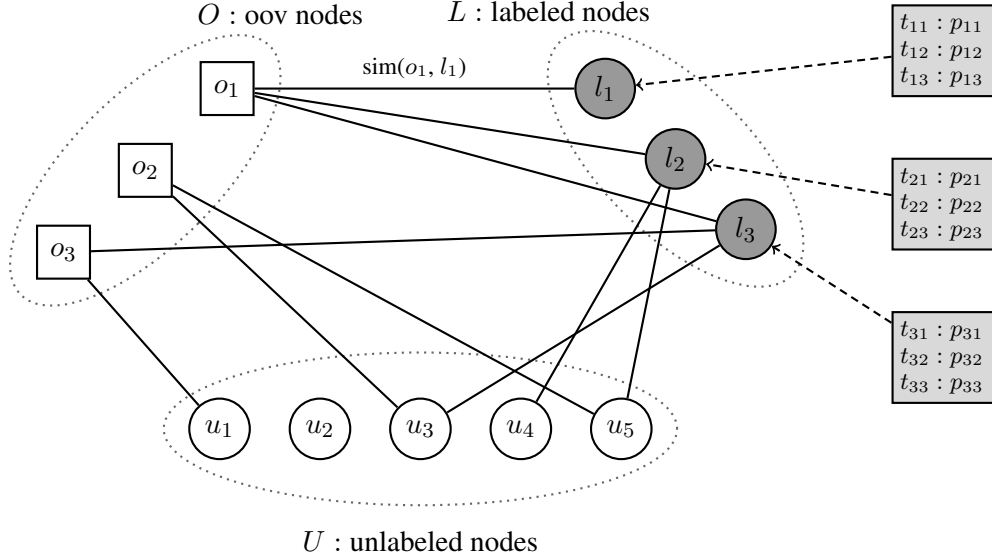 O : oov nodes
L : labeled nodes
sim(o₁, l₁)
o₁
l₁
t₁₁ : p₁₁
t₁₂ : p₁₂
t₁₃ : p₁₃
o₂
l₂
t₂₁ : p₂₁
t₂₂ : p₂₂
t₂₃ : p₂₃
o₃
l₃
t₃₁ : p₃₁
t₃₂ : p₃₂
t₃₃ : p₃₃
u₁ u₂ u₃ u₄ u₅
U : unlabeled nodes